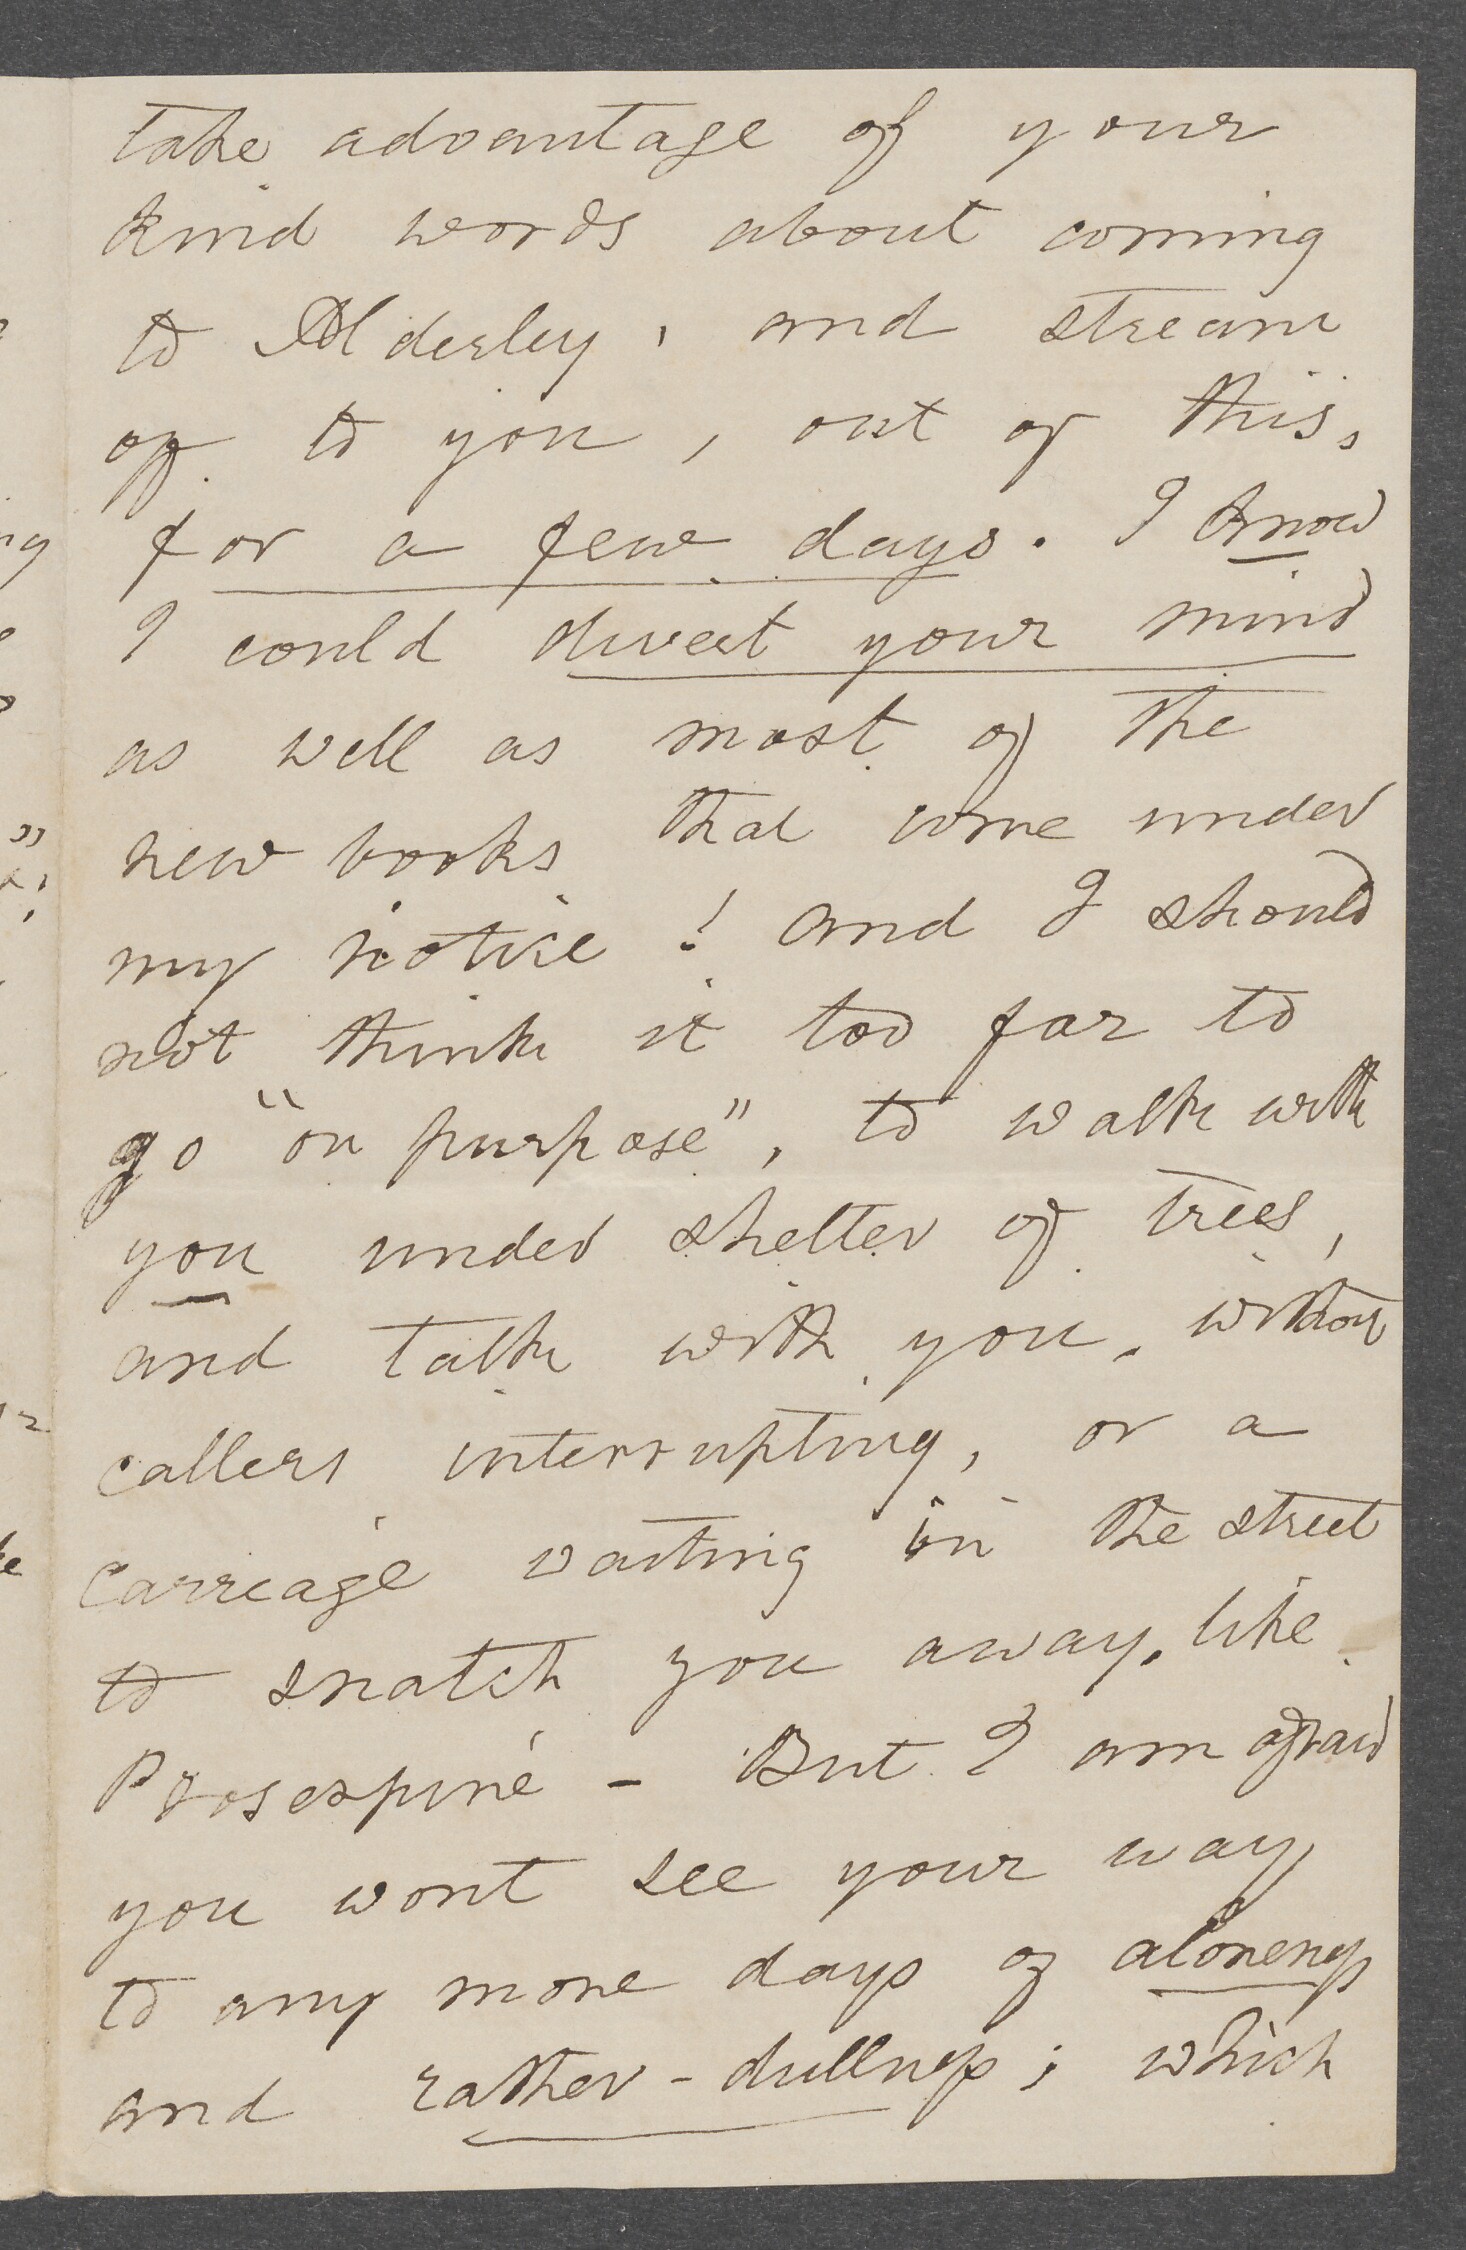 take advantage of your
kind words about coming
to Alderley, and stream
off to you, out of this,
for a few days. I know
I could divert your mind
as well as most of the
new books that come under
my notice! and I should
not think it too far to
go "on purpose", to walk with
you under shelter of trees,
and talk with you, without
callers interrupting, or a
carriage waiting in the street
to snatch you away, like
Proserpine - But I am afraid
you wont see your way
to any more days of aloneness
and rather-dullness; which